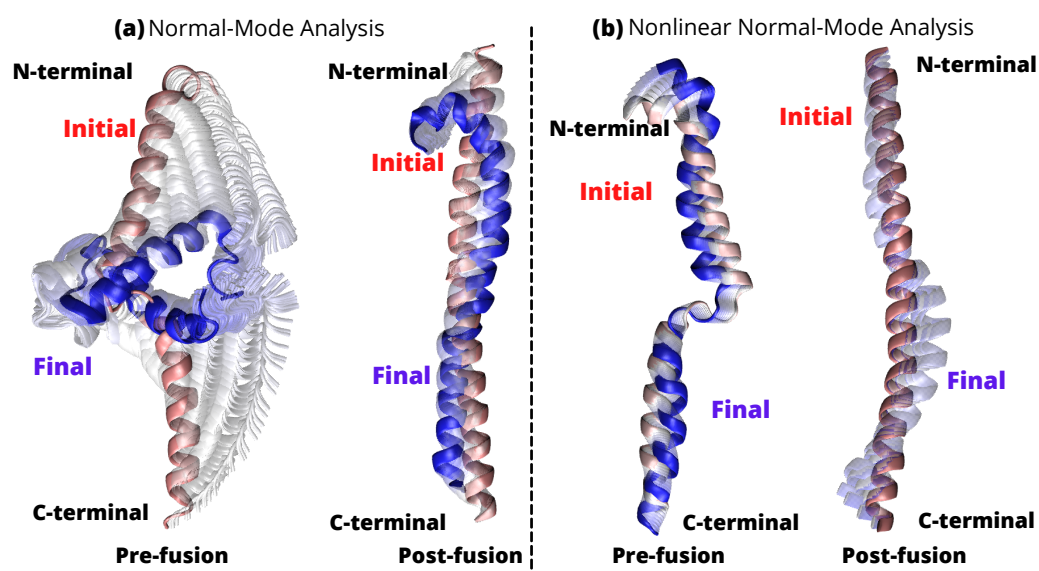 (a) Normal-Mode Analysis
(b) Nonlinear Normal-Mode Analysis
N-terminal
Initial
Final
C-terminal
Pre-fusion
N-terminal
Initial
Final
C-terminal
Post-fusion
N-terminal
Initial
Final
C-terminal
Pre-fusion
N-terminal
Initial
Final
C-terminal
Post-fusion